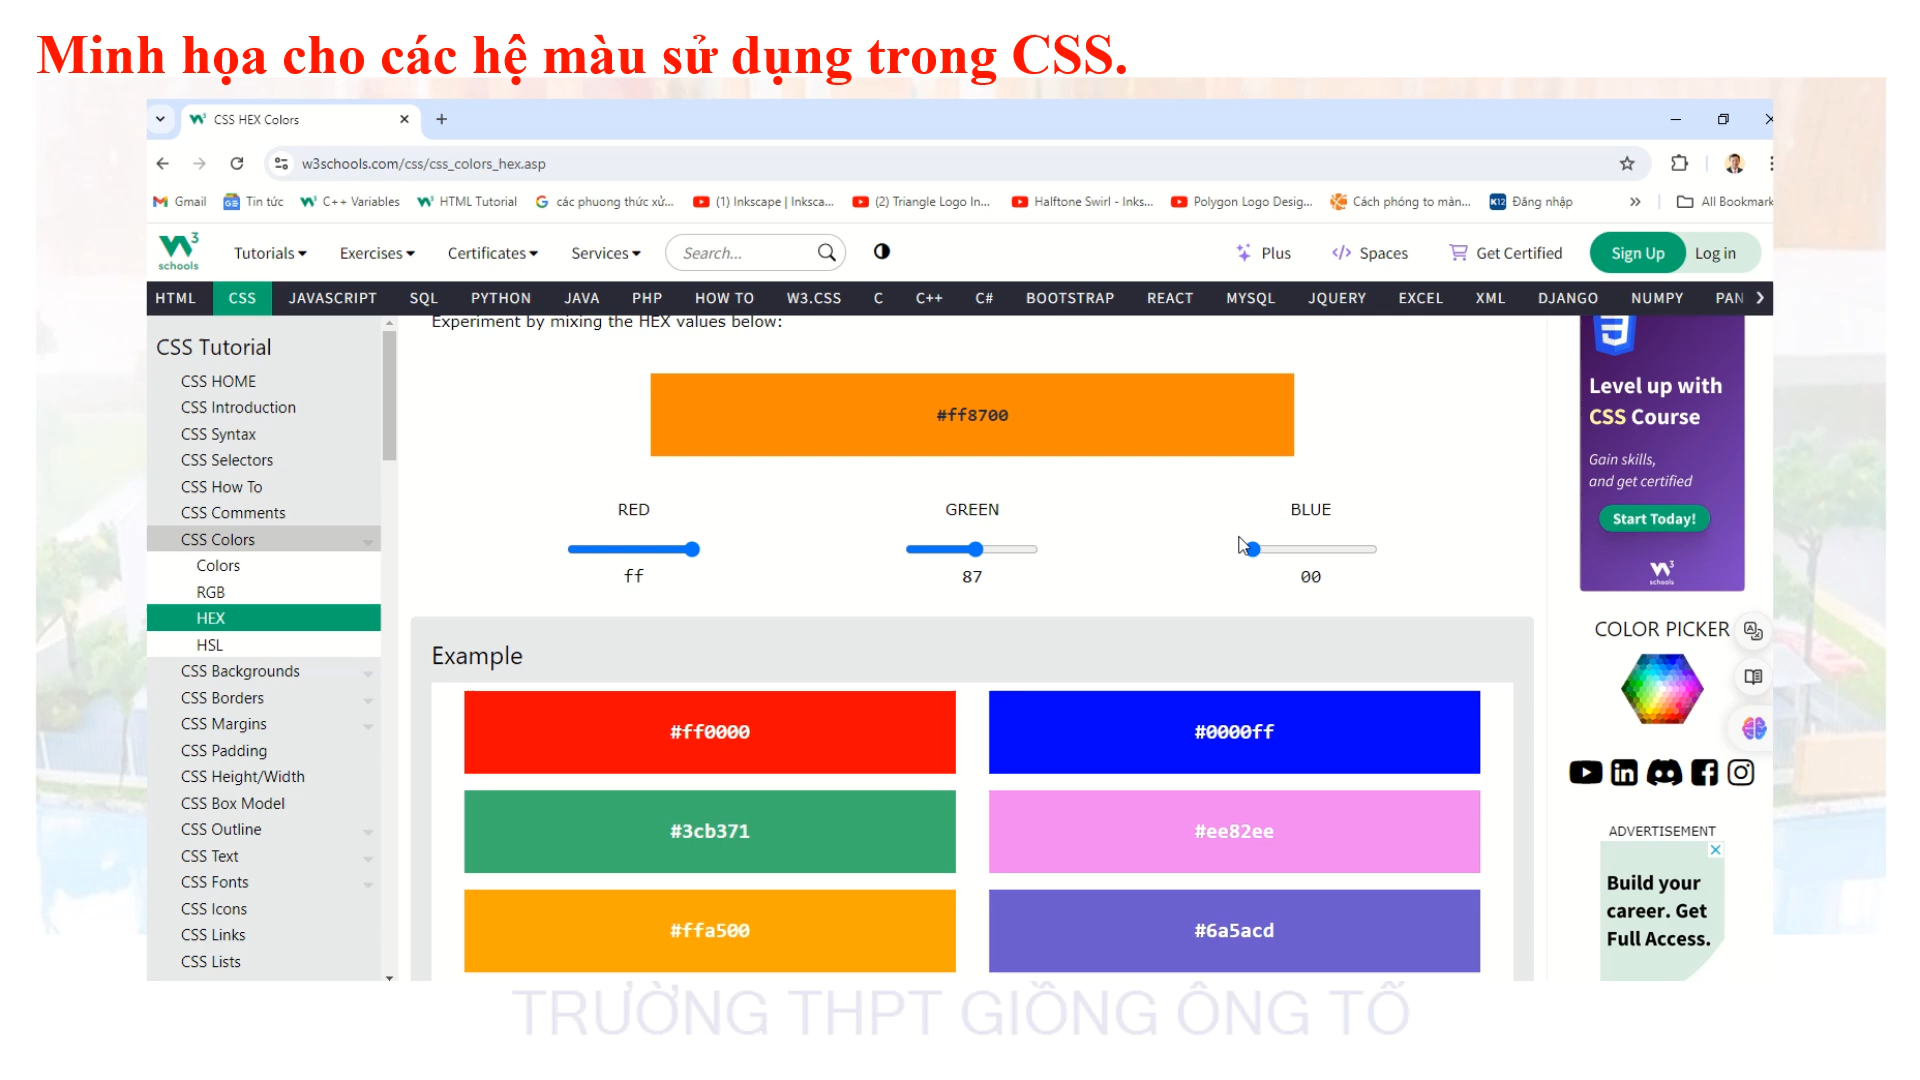 Minh họa cho các hệ màu sử dụng trong CSS.
CSS HEX Colors
w3schools.com/css/css_colors_hex.asp
Gmail Tin tức C++ Variables HTML Tutorial các phuong thức xử... (1) Inkscape | Inksca... (2) Triangle Logo In... Halftone Swirl - Inks... Polygon Logo Desig... Cách phóng to màn... K12 Đăng nhập » All Bookmark
schools Tutorials Exercises Certificates Services Search... Plus Spaces Get Certified Sign Up Log in
HTML CSS JAVASCRIPT SQL PYTHON JAVA PHP HOW TO W3.CSS C C++ C# BOOTSTRAP REACT MYSQL JQUERY EXCEL XML DJANGO NUMPY PAN
CSS Tutorial
CSS HOME
CSS Introduction
CSS Syntax
CSS Selectors
CSS How To
CSS Comments
CSS Colors
Colors
RGB
HEX
HSL
CSS Backgrounds
CSS Borders
CSS Margins
CSS Padding
CSS Height/Width
CSS Box Model
CSS Outline
CSS Text
CSS Fonts
CSS Icons
CSS Links
CSS Lists
Experiment by mixing the HEX values below:
#ff8700
RED GREEN BLUE
ff 87 00
Example
#ff0000 #0000ff
#3cb371 #ee82ee
#ffa500 #6a5acd
Level up with
CSS Course
Gain skills,
and get certified
Start Today!
schools
COLOR PICKER
ADVERTISEMENT
Build your
career. Get
Full Access.
TRƯỜNG THPT GIỒNG ÔNG TỐ